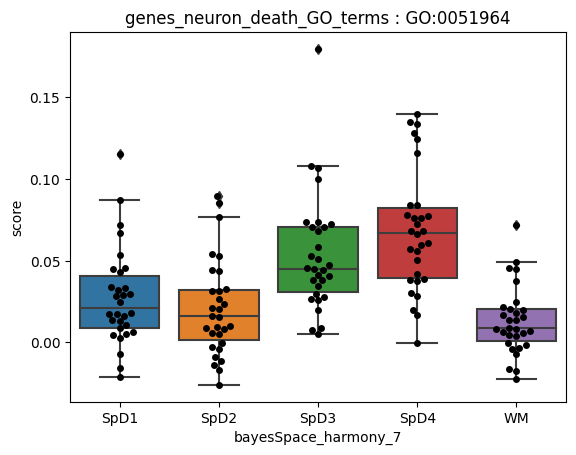 genes_neuron_death_GO_terms : GO:0051964
score
0.15
0.10
0.05
0.00
SpD1 SpD2 SpD3 SpD4 WM
bayesSpace_harmony_7